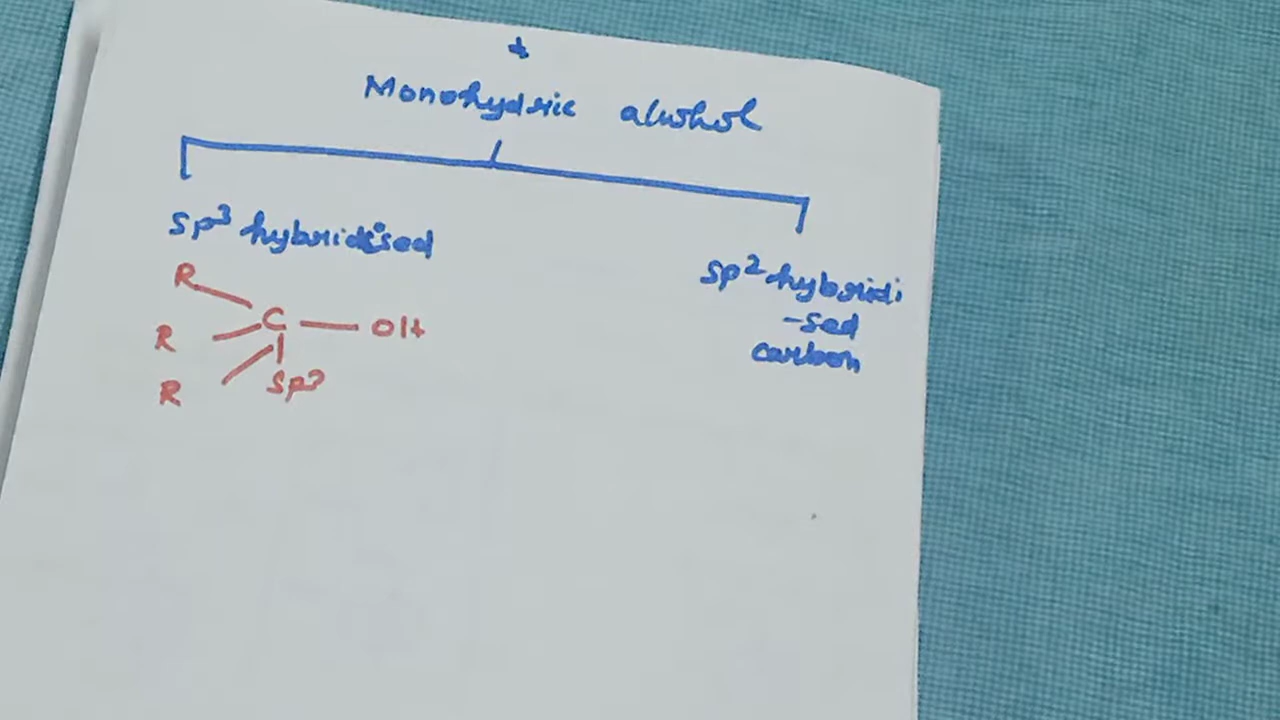 Monohydric alcohol
Sp³ hybridised
Sp² hybridi
-sed
carbon
R
C — OH
R
R
Sp³